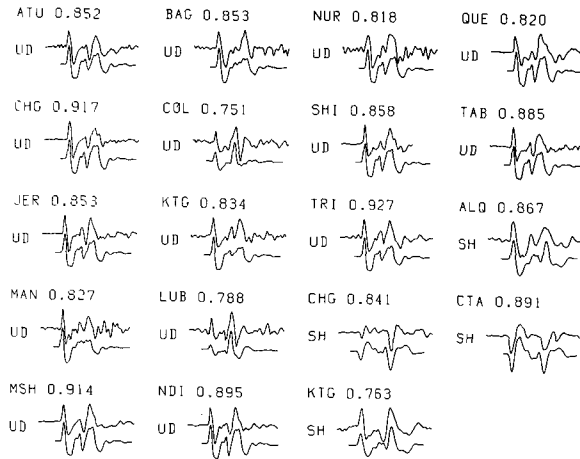 ATU 0.852 BAG 0.853 NUR 0.818 QUE 0.820
UD UD UD UD
CHG 0.917 COL 0.751 SHI 0.858 TAB 0.885
UD UD UD UD
JER 0.853 KTG 0.834 TRI 0.927 ALQ 0.867
UD UD UD SH
MAN 0.827 LUB 0.788 CHG 0.841 CTA 0.891
UD UD SH SH
MSH 0.914 NDI 0.895 KTG 0.763
UD UD SH